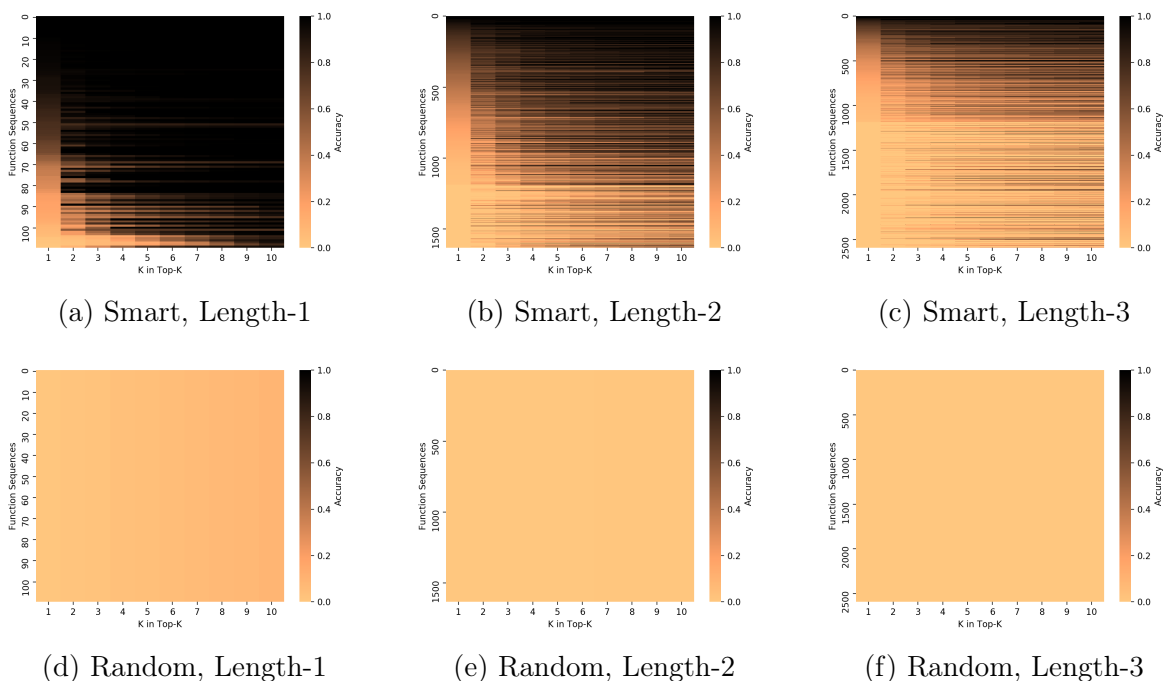 0
10
20
30
40
50
60
70
80
90
100
Function Sequences
1 2 3 4 5 6 7 8 9 10
K in Top-K
1.0
0.8
0.6
0.4
0.2
0.0
Accuracy
(a) Smart, Length-1
0
500
1000
1500
Function Sequences
1 2 3 4 5 6 7 8 9 10
K in Top-K
1.0
0.8
0.6
0.4
0.2
0.0
Accuracy
(b) Smart, Length-2
0
500
1000
1500
2000
2500
Function Sequences
1 2 3 4 5 6 7 8 9 10
K in Top-K
1.0
0.8
0.6
0.4
0.2
0.0
Accuracy
(c) Smart, Length-3
0
10
20
30
40
50
60
70
80
90
100
Function Sequences
1 2 3 4 5 6 7 8 9 10
K in Top-K
1.0
0.8
0.6
0.4
0.2
0.0
Accuracy
(d) Random, Length-1
0
500
1000
1500
Function Sequences
1 2 3 4 5 6 7 8 9 10
K in Top-K
1.0
0.8
0.6
0.4
0.2
0.0
Accuracy
(e) Random, Length-2
0
500
1000
1500
2000
2500
Function Sequences
1 2 3 4 5 6 7 8 9 10
K in Top-K
1.0
0.8
0.6
0.4
0.2
0.0
Accuracy
(f) Random, Length-3